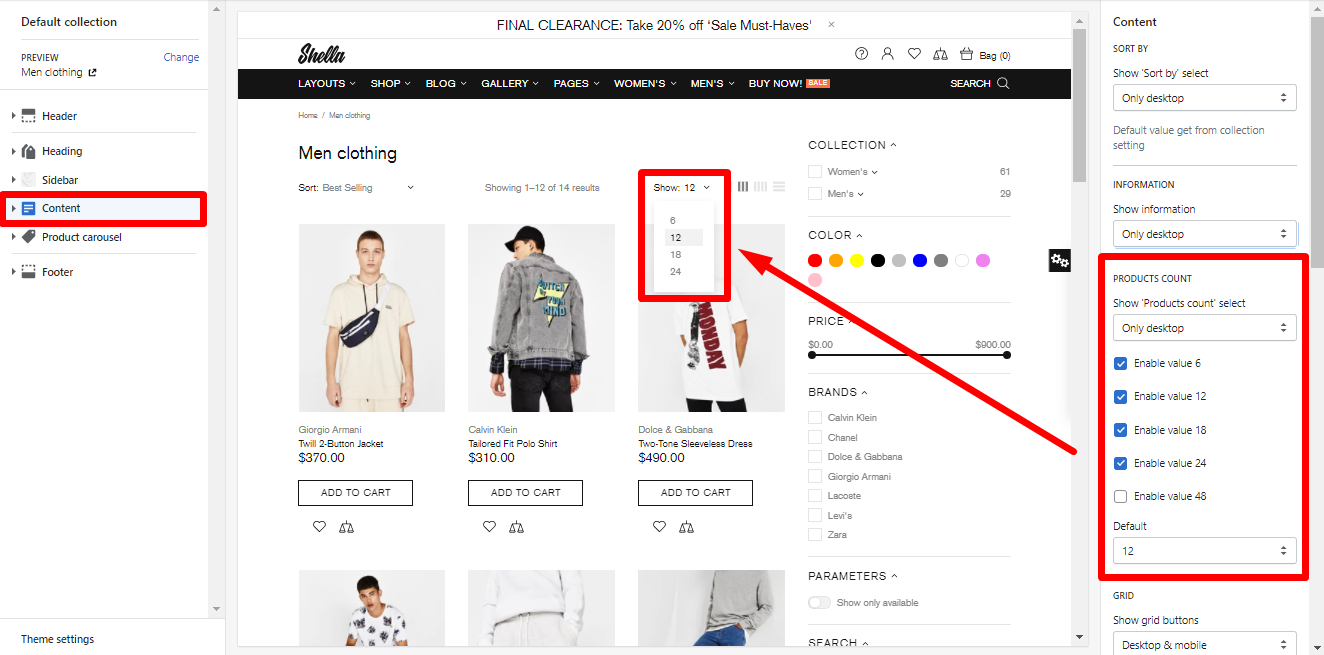 Default collection
PREVIEW
Change
Men clothing
Header
Heading
Sidebar
Content
Product carousel
Footer
Theme settings
FINAL CLEARANCE: Take 20% off 'Sale Must-Haves' ×
Shella
Bag (0)
LAYOUTS SHOP BLOG GALLERY PAGES WOMEN'S MEN'S BUY NOW! SALE SEARCH
Home / Men clothing
Men clothing
Sort: Best Selling
Showing 1–12 of 14 results
Show: 12
6
12
18
24
BUTTON UP YOUR MIND
MONDAY
Giorgio Armani
Twill 2-Button Jacket
$370.00
ADD TO CART
Calvin Klein
Tailored Fit Polo Shirt
$310.00
ADD TO CART
Dolce & Gabbana
Two-Tone Sleeveless Dress
$490.00
ADD TO CART
COLLECTION
Women's 61
Men's 29
COLOR
PRICE
$0.00 $900.00
BRANDS
Calvin Klein
Chanel
Dolce & Gabbana
Giorgio Armani
Lacoste
Levi's
Zara
PARAMETERS
Show only available
SEARCH
Content
SORT BY
Show 'Sort by' select
Only desktop
Default value get from collection
setting
INFORMATION
Show information
Only desktop
PRODUCTS COUNT
Show 'Products count' select
Only desktop
Enable value 6
Enable value 12
Enable value 18
Enable value 24
Enable value 48
Default
12
GRID
Show grid buttons
Desktop & mobile